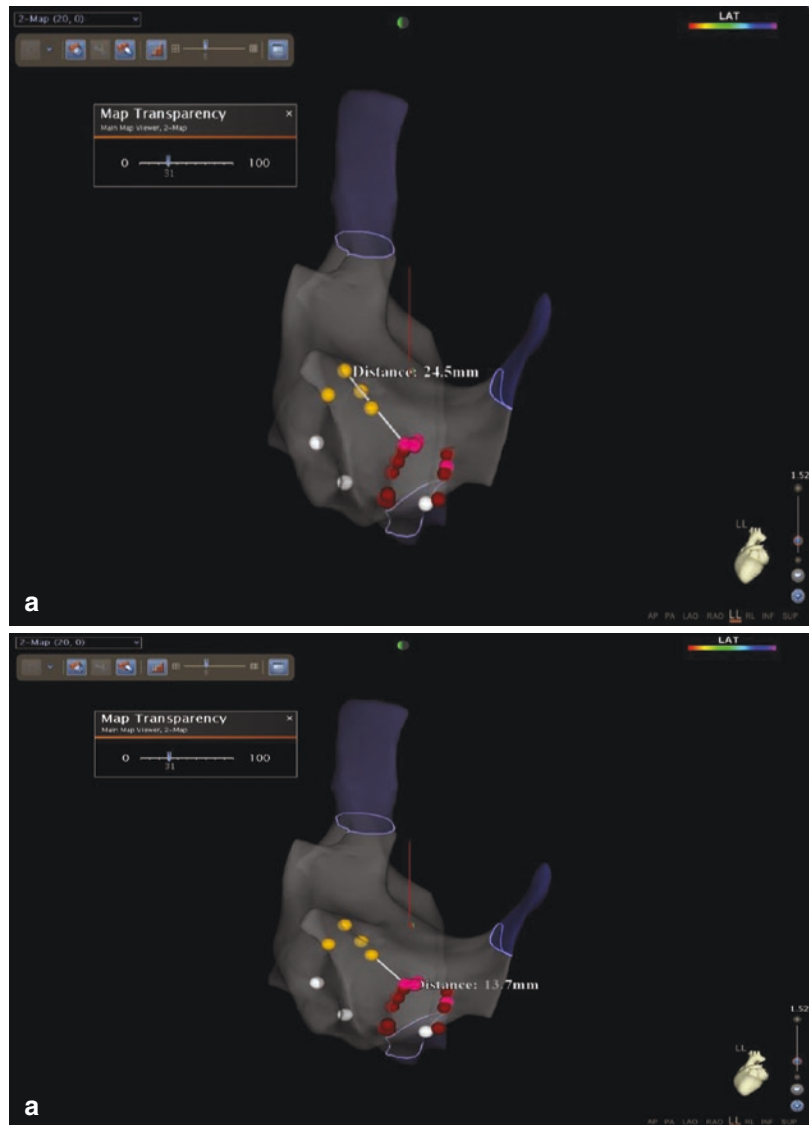 2-Map (20, 0)
LAT
Map Transparency
Main Map Viewer, 2-Map
0
100
31
Distance: 24.5mm
1.52
LL
AP PA LAO RAO LL RL INF SUP
a
2-Map (20, 0)
LAT
Map Transparency
Main Map Viewer, 2-Map
0
100
31
Distance: 13.7mm
1.52
LL
AP PA LAO RAO LL RL INF SUP
a